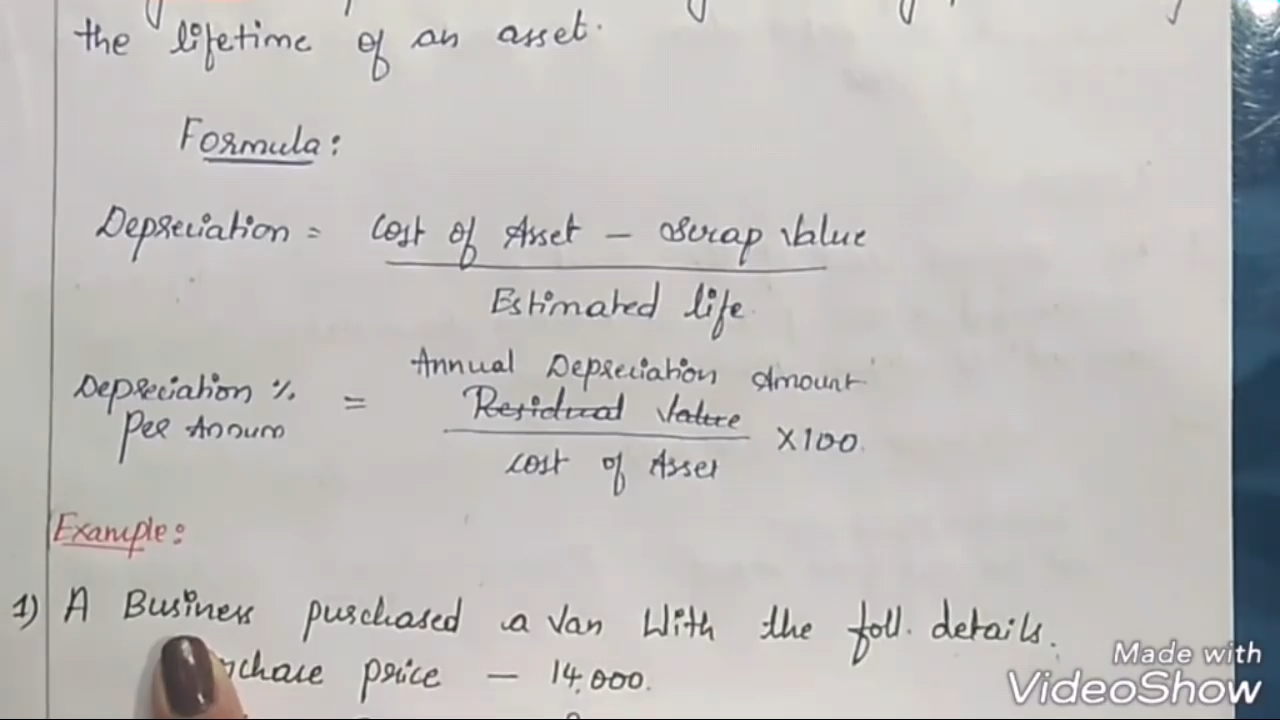 the lifetime of an asset.
Formula:
Depreciation = Cost of Asset – Scrap Value
Estimated life.
Annual Depreciation Amount
Depreciation % = Residual Value X100.
Per Annum
cost of Asset
Example:
1) A Business purchased a Van With the foll. details.
price – 14,000.
Made with
VideoShow